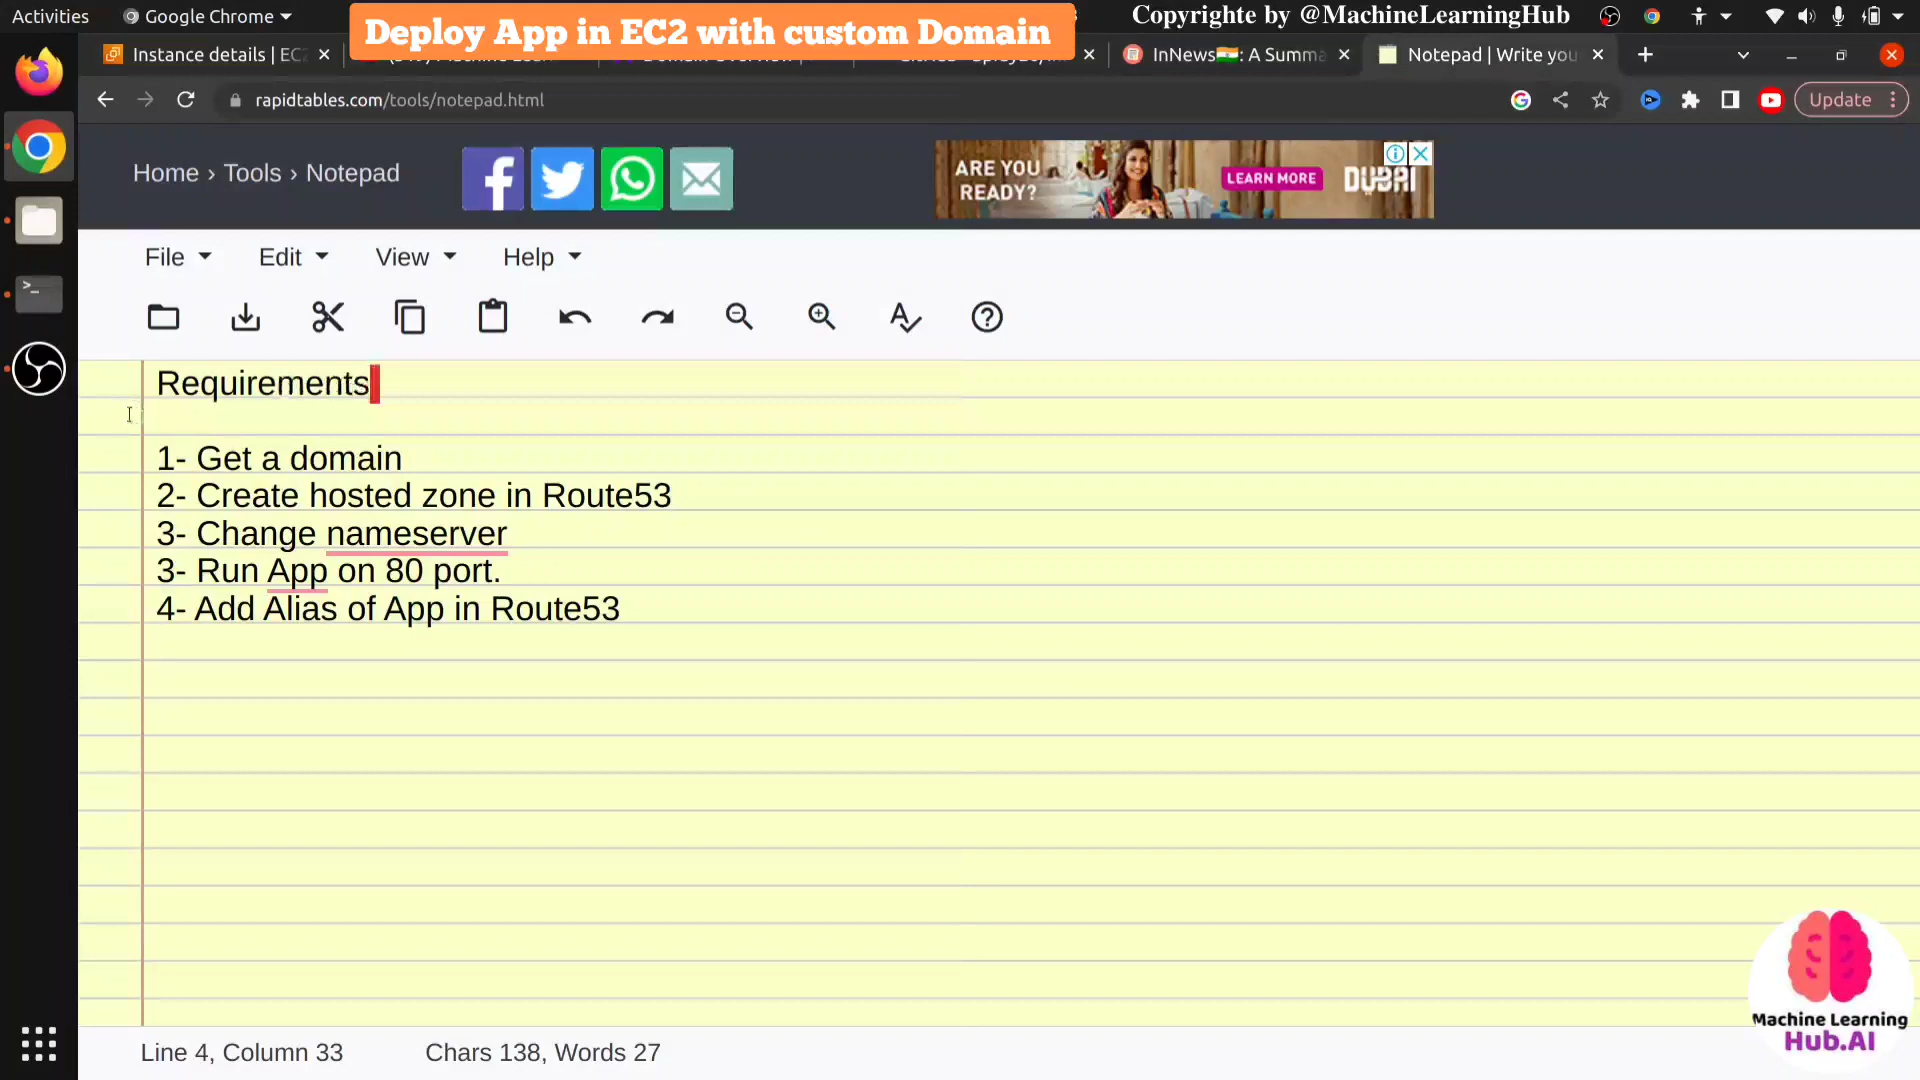 Activities
Google Chrome
Deploy App in EC2 with custom Domain
Copyrighte by @MachineLearningHub
Instance details | EC2
InNews🇮🇳: A Summa
Notepad | Write you
rapidtables.com/tools/notepad.html
Update
Home › Tools › Notepad
ARE YOU
READY?
LEARN MORE
DUBAI
File
Edit
View
Help
Requirements
1- Get a domain
2- Create hosted zone in Route53
3- Change nameserver
3- Run App on 80 port.
4- Add Alias of App in Route53
Line 4, Column 33
Chars 138, Words 27
Machine Learning
Hub.AI